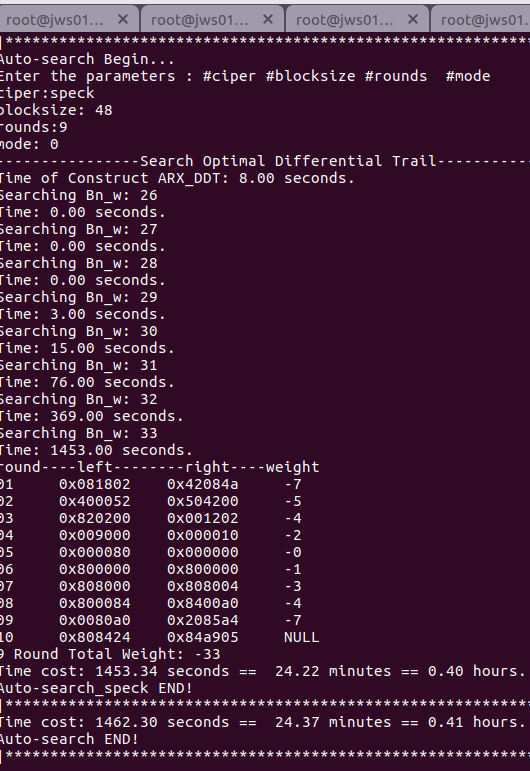 root@jws01... × root@jws01... × root@jws01... × root@jws01...
|**********************************************************
Auto-search Begin...
Enter the parameters : #ciper #blocksize #rounds  #mode
ciper:speck
blocksize: 48
rounds:9
mode: 0
----------------Search Optimal Differential Trail-----------
Time of Construct ARX_DDT: 8.00 seconds.
Searching Bn_w: 26
Time: 0.00 seconds.
Searching Bn_w: 27
Time: 0.00 seconds.
Searching Bn_w: 28
Time: 0.00 seconds.
Searching Bn_w: 29
Time: 3.00 seconds.
Searching Bn_w: 30
Time: 15.00 seconds.
Searching Bn_w: 31
Time: 76.00 seconds.
Searching Bn_w: 32
Time: 369.00 seconds.
Searching Bn_w: 33
Time: 1453.00 seconds.
round----left--------right----weight
01     0x081802    0x42084a     -7
02     0x400052    0x504200     -5
03     0x820200    0x001202     -4
04     0x009000    0x000010     -2
05     0x000080    0x000000     -0
06     0x800000    0x800000     -1
07     0x808000    0x808004     -3
08     0x800084    0x8400a0     -4
09     0x0080a0    0x2085a4     -7
10     0x808424    0x84a905     NULL
9 Round Total Weight: -33
Time cost: 1453.34 seconds ==  24.22 minutes == 0.40 hours.
Auto-search_speck END!
|**********************************************************
Time cost: 1462.30 seconds ==  24.37 minutes == 0.41 hours.
Auto-search END!
|**********************************************************